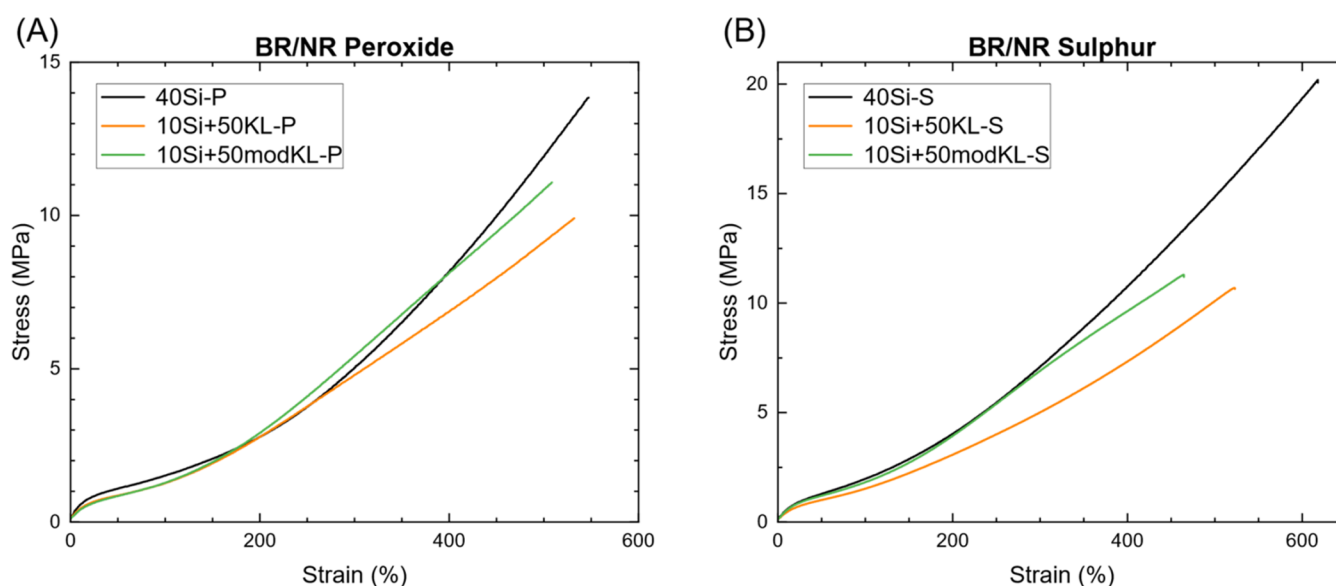 (A)
BR/NR Peroxide
15
10
5
0
Stress (MPa)
40Si-P
10Si+50KL-P
10Si+50modKL-P
0 200 400 600
Strain (%)
(B)
BR/NR Sulphur
20
15
10
5
0
Stress (MPa)
40Si-S
10Si+50KL-S
10Si+50modKL-S
0 200 400 600
Strain (%)